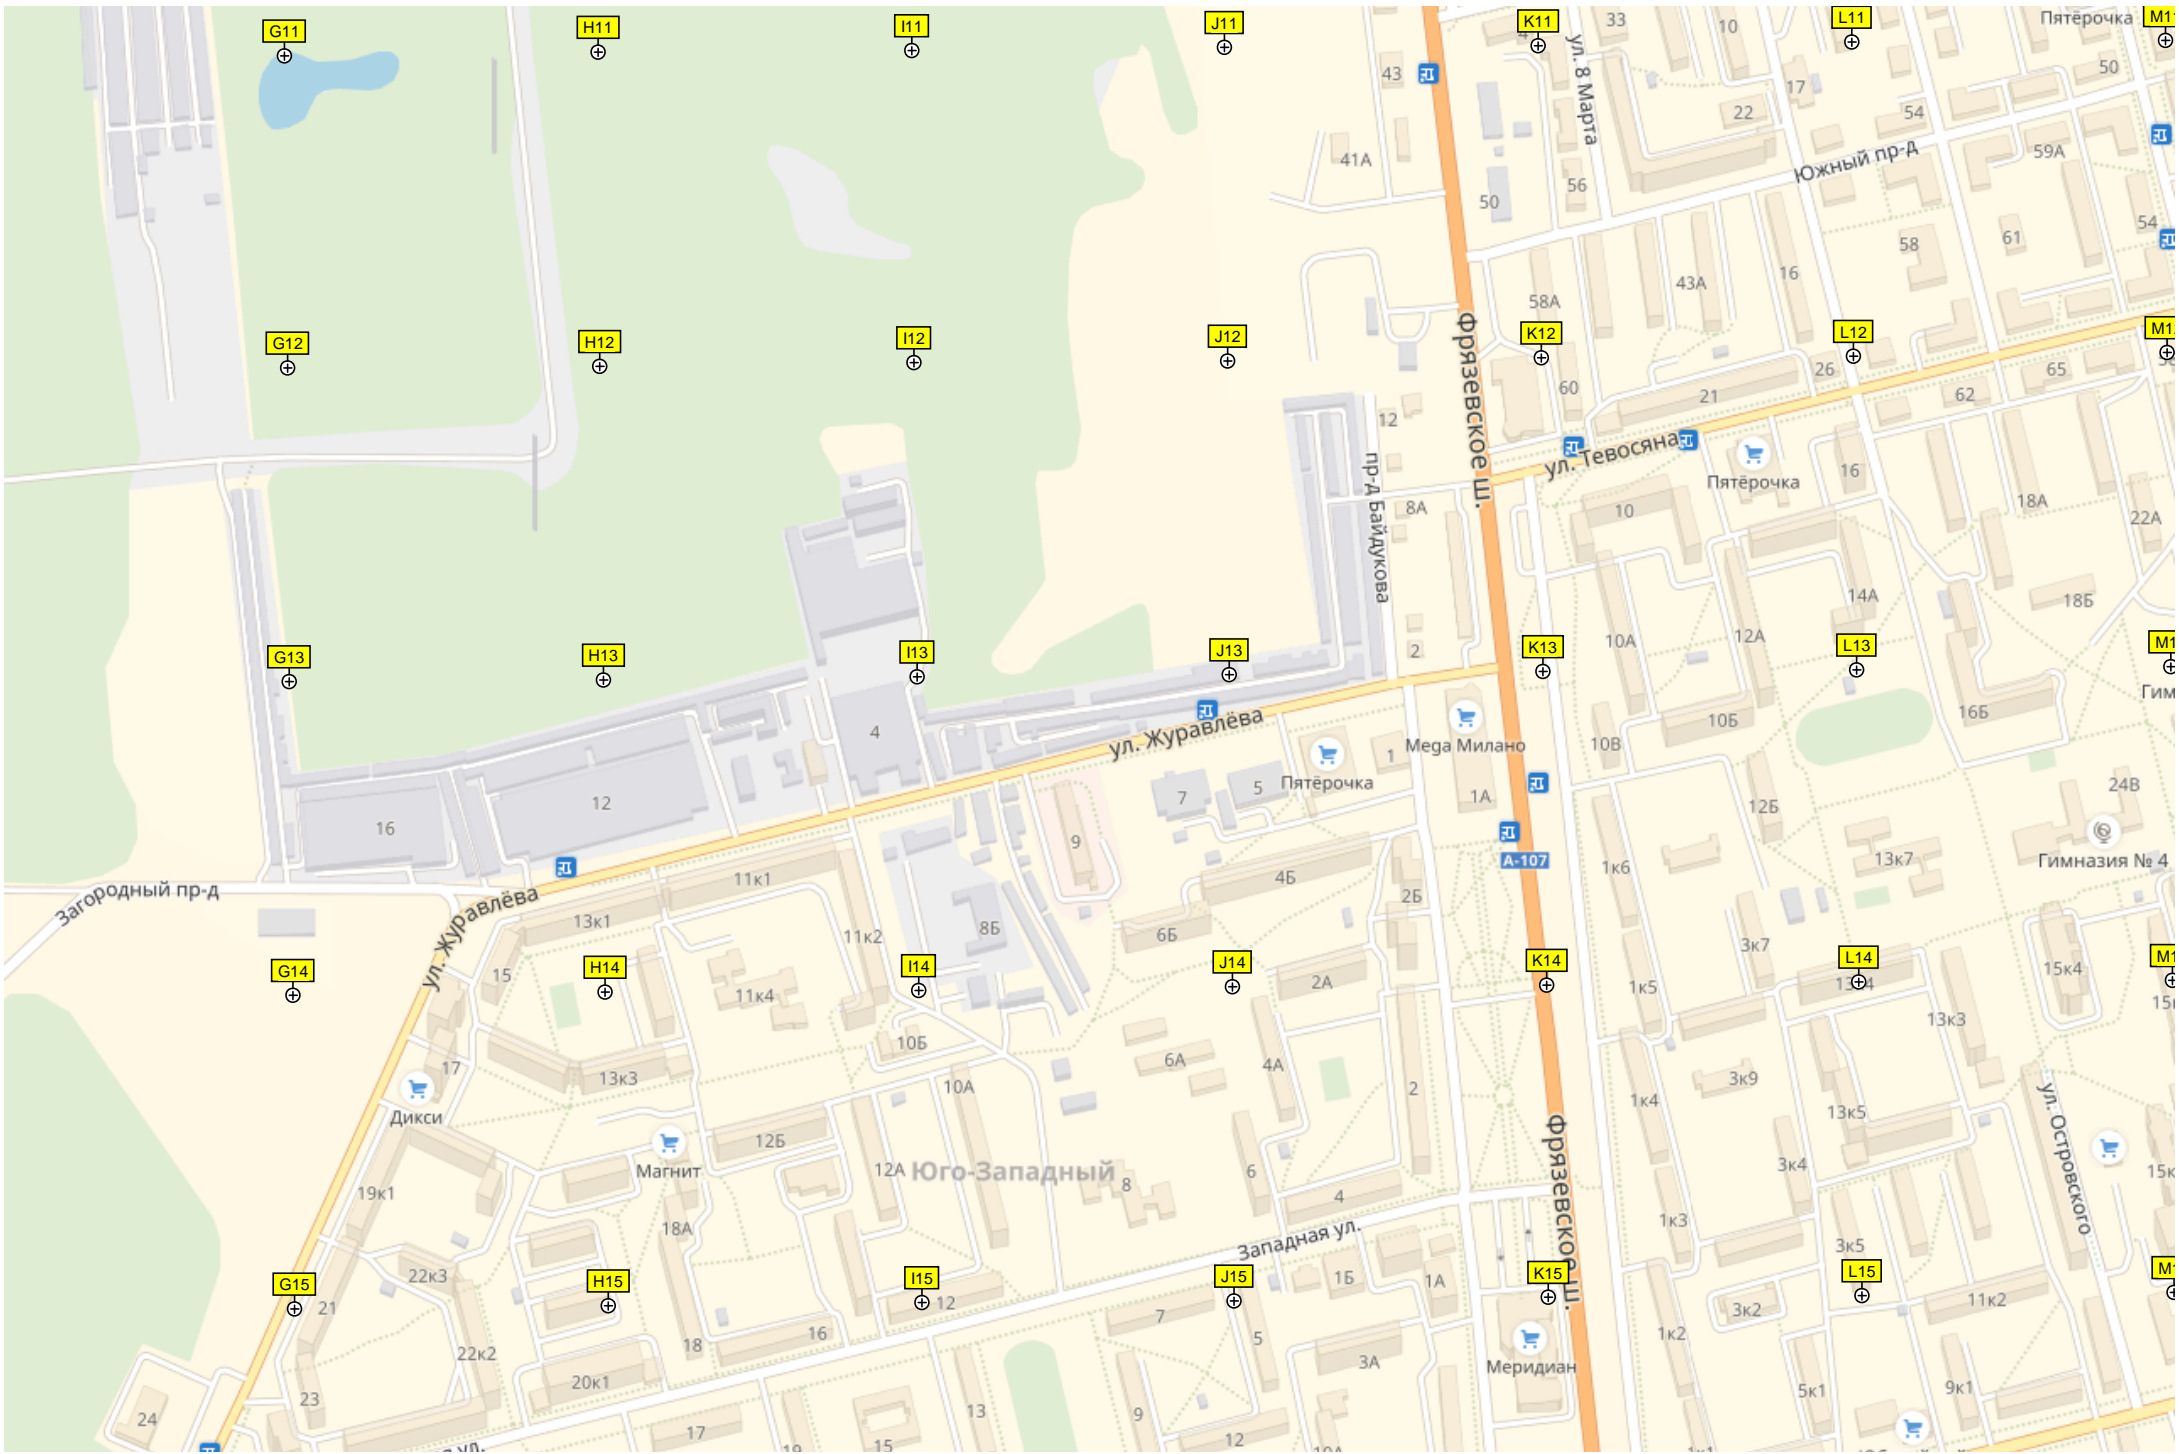 G11
H11
I11
J11
K11
L11
Пятёрочка
33
10
43
ул. 8 Марта
17
50
22
54
41А
Южный пр-д
59А
56
50
54
58
61
43А
16
58А
G12
H12
I12
J12
K12
L12
Фрязевское ш.
60
26
65
21
62
12
ул. Тевосяна
Пятёрочка
16
пр-д Байдукова
8А
10
18А
22А
14А
18Б
G13
H13
I13
J13
K13
L13
10А
12А
2
4
ул. Журавлёва
Mega Милано
10Б
16Б
10В
1
Пятёрочка
5
7
1А
12Б
24В
12
16
9
А-107
13к7
Гимназия № 4
1к6
11к1
4Б
2Б
Загородный пр-д
ул. Журавлёва
13к1
11к2
8Б
6Б
3к7
G14
H14
I14
J14
K14
L14
15
11к4
2А
1к5
15к4
13к3
10Б
6А
4А
17
13к3
10А
2
3к9
1к4
13к5
Дикси
ул. Островского
12Б
Магнит
12А
Юго-Западный
8
6
4
3к4
19к1
18А
Фрязевское ш.
1к3
Западная ул.
3к5
22к3
1Б
1А
G15
H15
I15
J15
K15
L15
21
12
7
5
3к2
11к2
16
18
1к2
22к2
3А
Меридиан
20к1
23
5к1
9к1
24
17
13
9
12
15